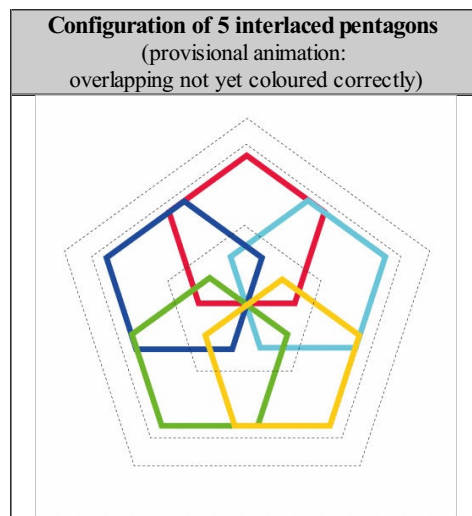 Configuration of 5 interlaced pentagons
(provisional animation:
overlapping not yet coloured correctly)